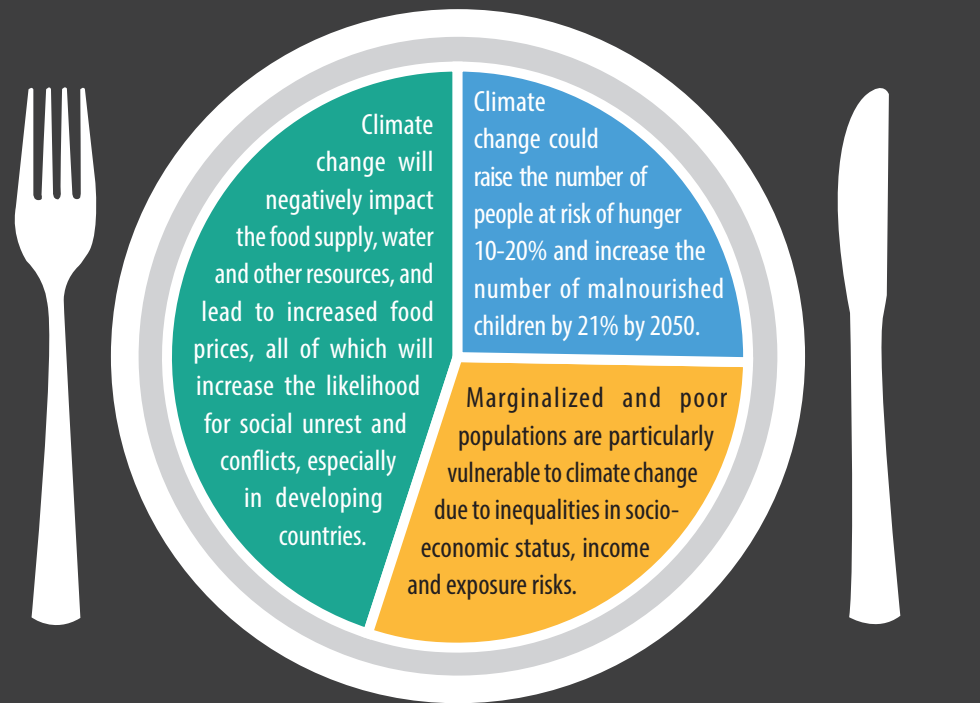 Climate
change will
negatively impact
the food supply, water
and other resources, and
lead to increased food
prices, all of which will
increase the likelihood
for social unrest and
conflicts, especially
in developing
countries.
Climate
change could
raise the number of
people at risk of hunger
10-20% and increase the
number of malnourished
children by 21% by 2050.
Marginalized and poor
populations are particularly
vulnerable to climate change
due to inequalities in socio-
economic status, income
and exposure risks.